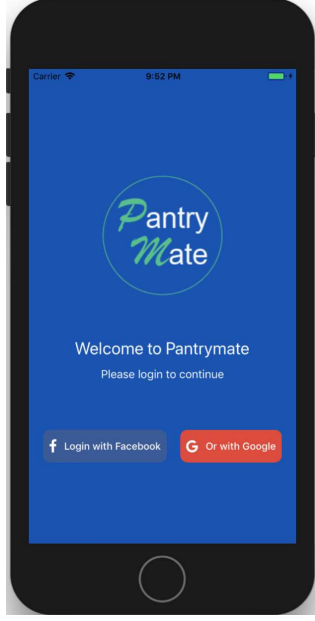 Carrier 9:52 PM
Pantry
Mate
Welcome to Pantrymate
Please login to continue
f Login with Facebook G Or with Google